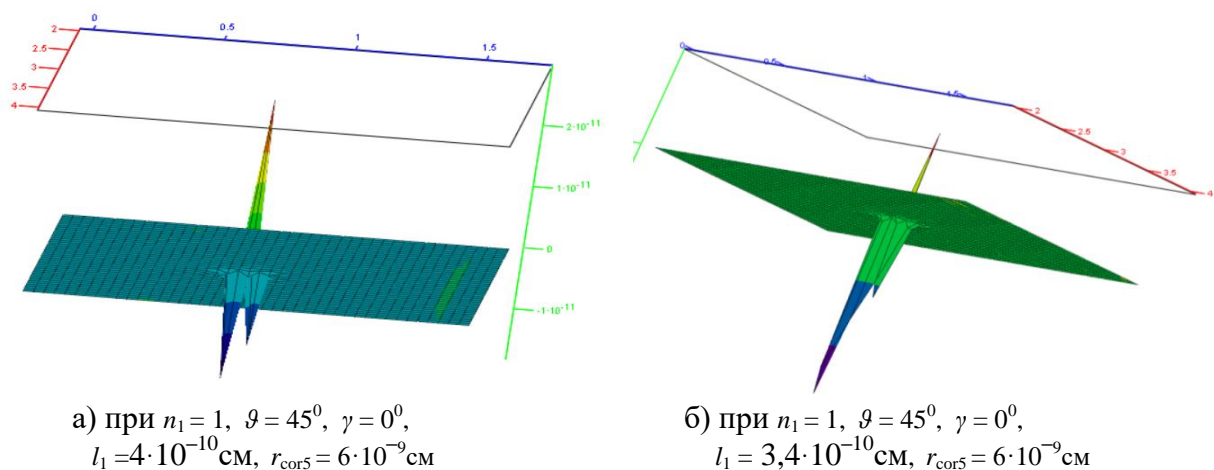 0 0.5 1 1.5
2
2.5
3
3.5
4
2·10⁻¹¹
1·10⁻¹¹
0
-1·10⁻¹¹
0 0.5 1 1.5
2
2.5
3
3.5
4
а) при n₁ = 1, ϑ = 45⁰, γ = 0⁰,
l₁ =4·10⁻¹⁰см, r_cor5 = 6·10⁻⁹см
б) при n₁ = 1, ϑ = 45⁰, γ = 0⁰,
l₁ = 3,4·10⁻¹⁰см, r_cor5 = 6·10⁻⁹см